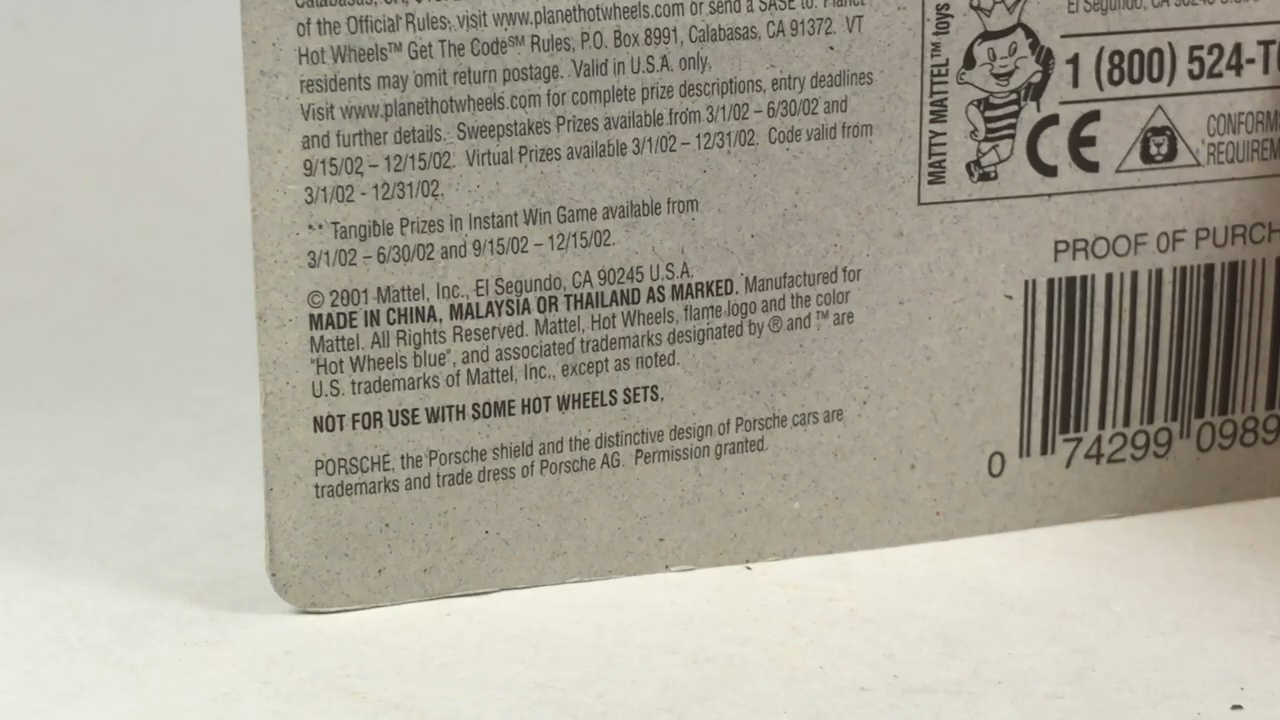 of the Official Rules, visit www.planethotwheels.com or send a SASE to: Planet
Hot Wheels™ Get The Code℠ Rules, P.O. Box 8991, Calabasas, CA 91372. VT
residents may omit return postage. Valid in U.S.A. only.
Visit www.planethotwheels.com for complete prize descriptions, entry deadlines
and further details. Sweepstakes Prizes available from 3/1/02 – 6/30/02 and
9/15/02 – 12/15/02. Virtual Prizes available 3/1/02 – 12/31/02. Code valid from
3/1/02 - 12/31/02.
** Tangible Prizes in Instant Win Game available from
3/1/02 – 6/30/02 and 9/15/02 – 12/15/02.
© 2001 Mattel, Inc., El Segundo, CA 90245 U.S.A.
MADE IN CHINA, MALAYSIA OR THAILAND AS MARKED. Manufactured for
Mattel. All Rights Reserved. Mattel, Hot Wheels, flame logo and the color
"Hot Wheels blue", and associated trademarks designated by ® and ™ are
U.S. trademarks of Mattel, Inc., except as noted.
NOT FOR USE WITH SOME HOT WHEELS SETS.
PORSCHE, the Porsche shield and the distinctive design of Porsche cars are
trademarks and trade dress of Porsche AG. Permission granted.
MATTY MATTEL™ toys
El Segundo, CA 90245
1 (800) 524-T
CE
CONFORM
REQUIREM
PROOF OF PURCH
0 74299 0989